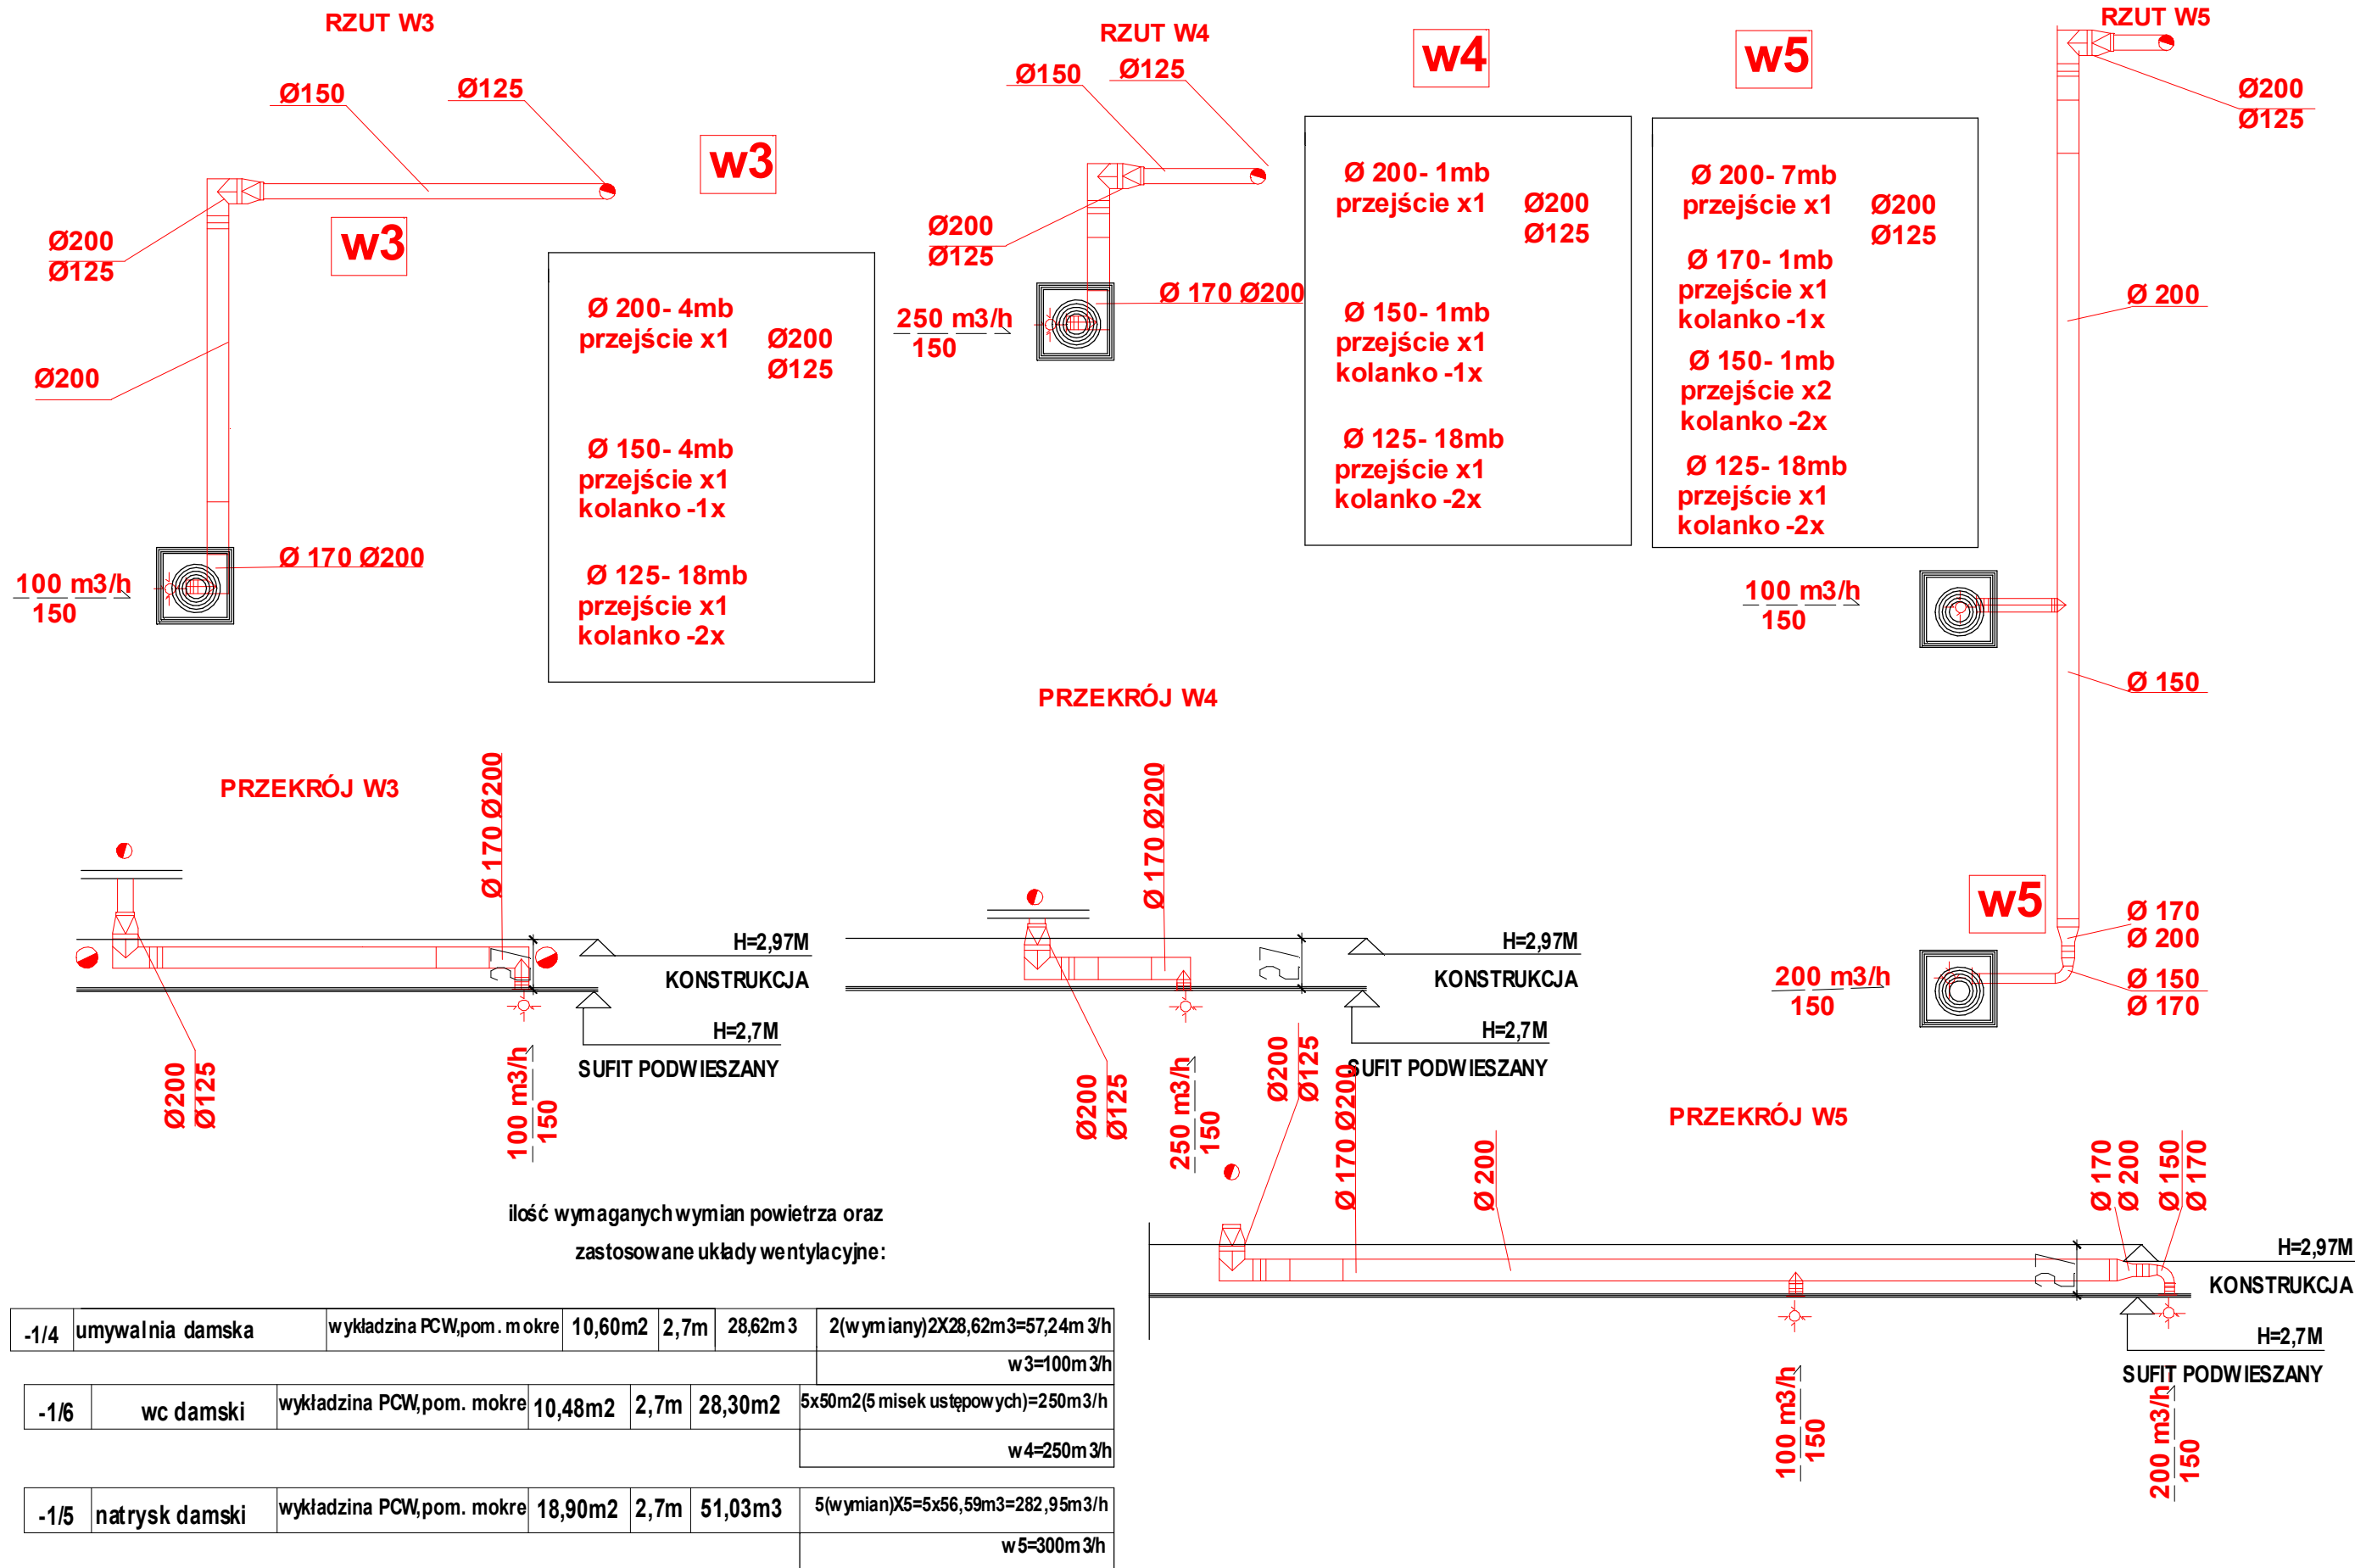 RZUT W3
Ø150
Ø125
w3
w3
Ø200
Ø125
Ø200
Ø 170 Ø200
100 m3/h
150
Ø 200- 4mb
przejście x1
Ø200
Ø125
Ø 150- 4mb
przejście x1
kolanko -1x
Ø 125- 18mb
przejście x1
kolanko -2x
RZUT W4
Ø150
Ø125
Ø200
Ø125
Ø 170 Ø200
250 m3/h
150
w4
Ø 200- 1mb
przejście x1
Ø200
Ø125
Ø 150- 1mb
przejście x1
kolanko -1x
Ø 125- 18mb
przejście x1
kolanko -2x
w5
Ø 200- 7mb
przejście x1
Ø200
Ø125
Ø 170- 1mb
przejście x1
kolanko -1x
Ø 150- 1mb
przejście x2
kolanko -2x
Ø 125- 18mb
przejście x1
kolanko -2x
RZUT W5
Ø200
Ø125
Ø 200
100 m3/h
150
Ø 150
w5
Ø 170
Ø 200
Ø 150
Ø 170
200 m3/h
150
PRZEKRÓJ W3
Ø 170 Ø200
27
H=2,97M
KONSTRUKCJA
H=2,7M
SUFIT PODWIESZANY
Ø200
Ø125
100 m3/h
150
PRZEKRÓJ W4
Ø 170 Ø200
27
H=2,97M
KONSTRUKCJA
H=2,7M
SUFIT PODWIESZANY
Ø200
Ø125
250 m3/h
150
PRZEKRÓJ W5
Ø200
Ø125
Ø 170 Ø200
Ø 200
Ø 170
Ø 200
Ø 150
Ø 170
27
H=2,97M
KONSTRUKCJA
H=2,7M
SUFIT PODWIESZANY
100 m3/h
150
200 m3/h
150
ilość wymaganych wymian powietrza oraz
zastosowane układy wentylacyjne:
-1/4 umywalnia damska wykładzina PCW,pom. mokre 10,60m2 2,7m 28,62m3 2(wymiany)2X28,62m3=57,24m3/h
w3=100m3/h
-1/6 wc damski wykładzina PCW,pom. mokre 10,48m2 2,7m 28,30m2 5x50m2(5 misek ustępowych)=250m3/h
w4=250m3/h
-1/5 natrysk damski wykładzina PCW,pom. mokre 18,90m2 2,7m 51,03m3 5(wymian)X5=5x56,59m3=282,95m3/h
w5=300m3/h